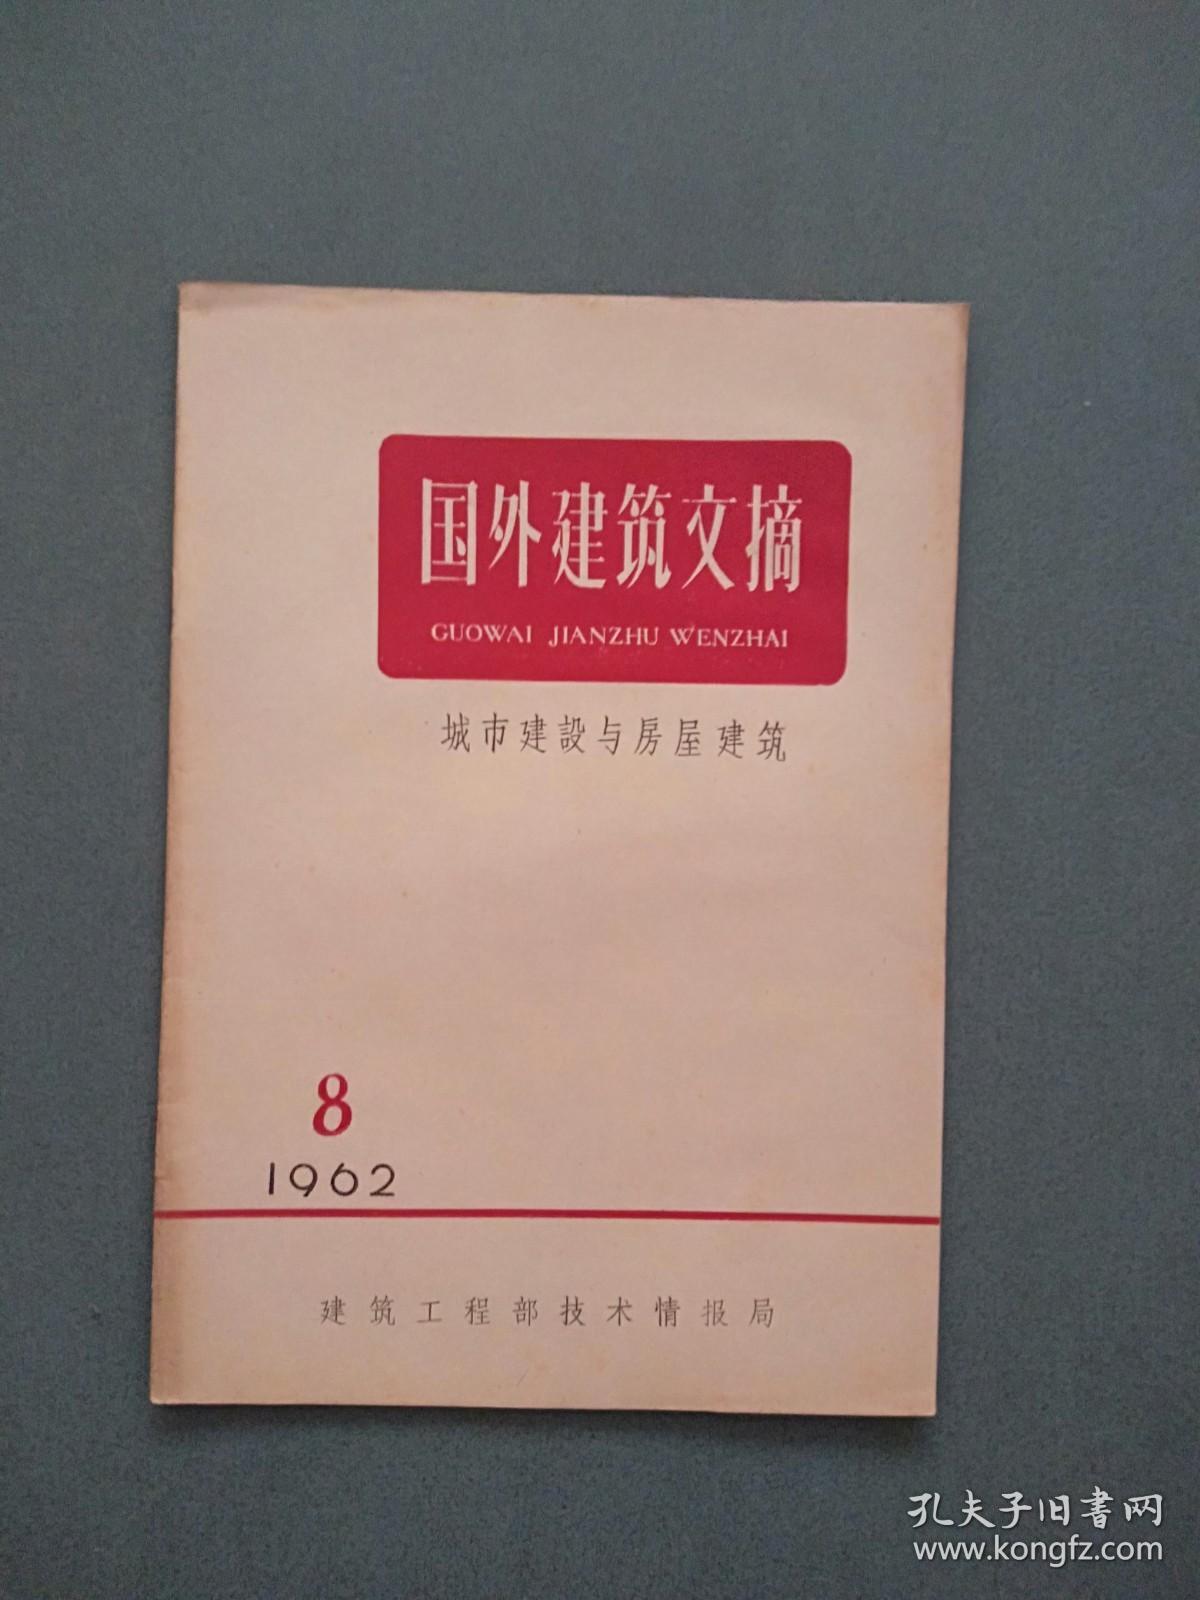 国外建筑文摘
GUOWAI JIANZHU WENZHAI
城市建設与房屋建筑
8
1962
建筑工程部技术情报局
孔夫子旧書网
www.kongfz.com